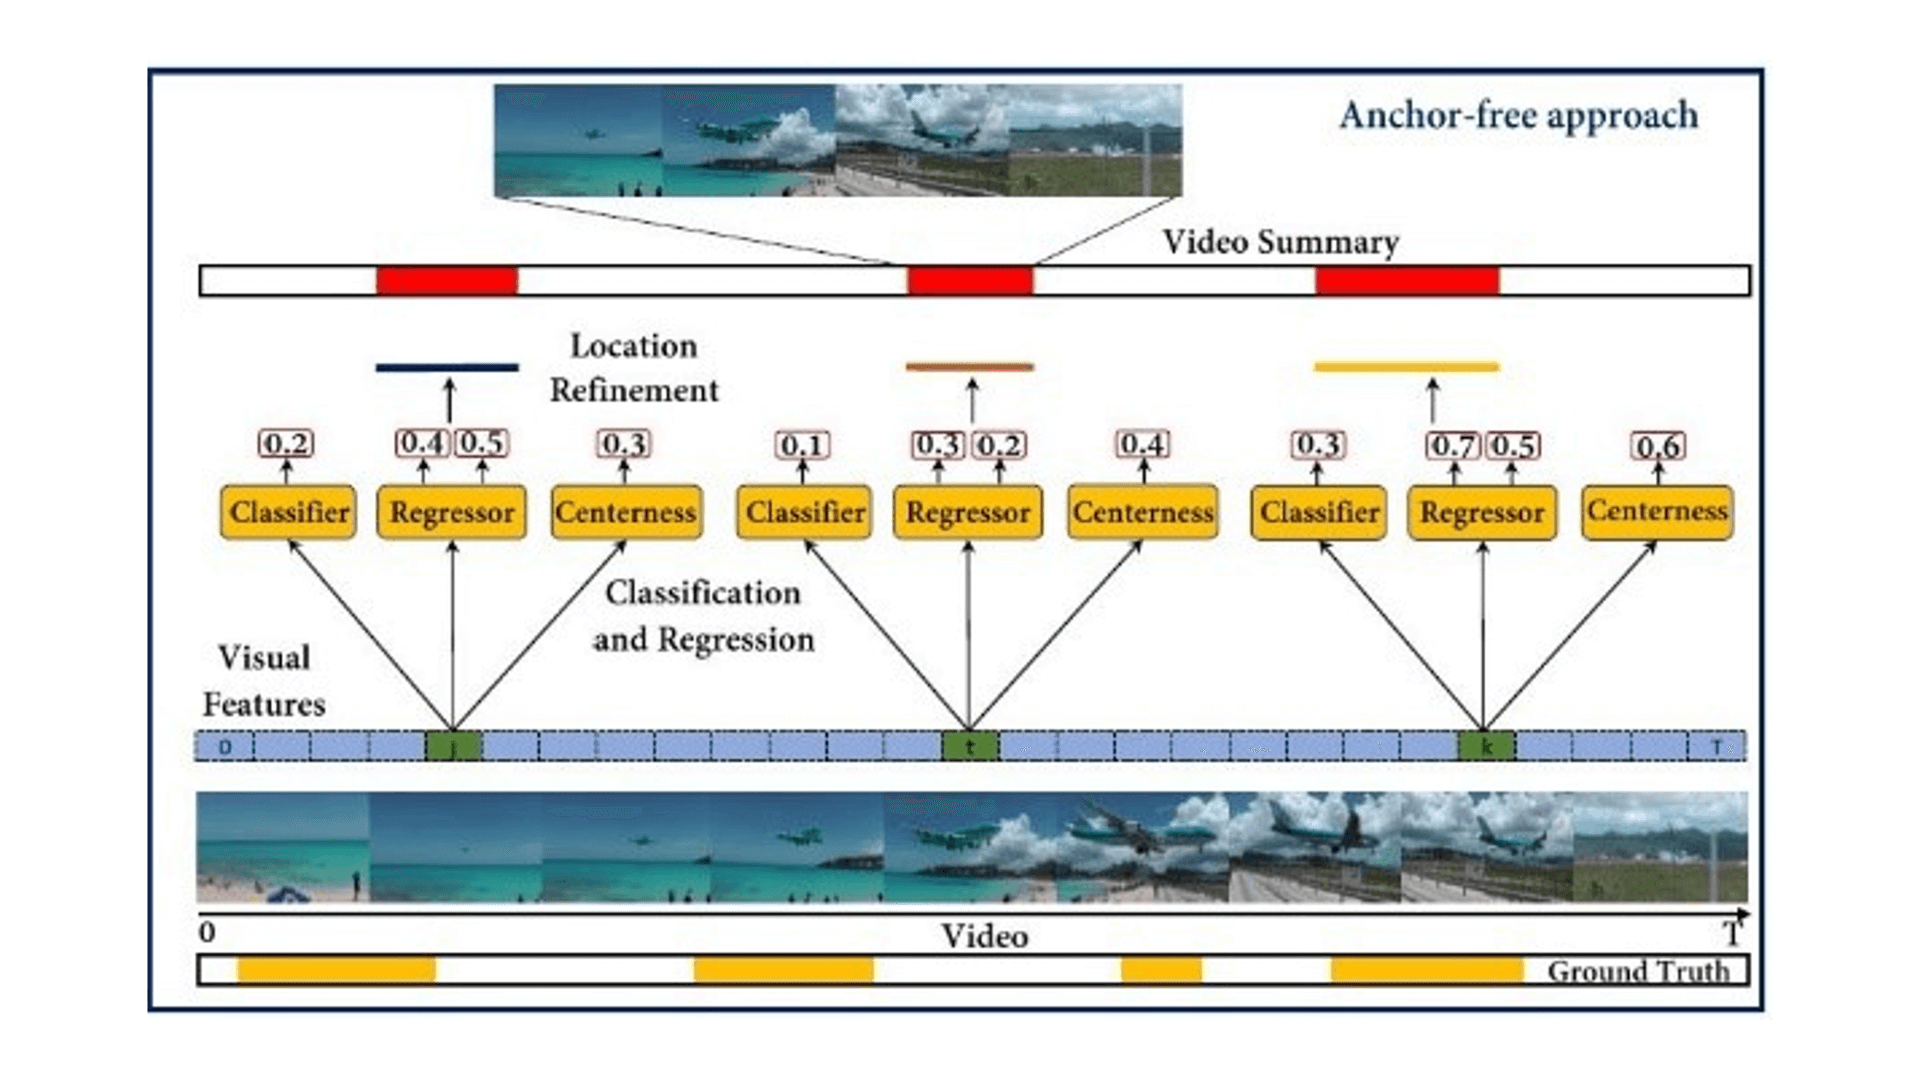 Anchor-free approach
Video Summary
Location
Refinement
0.2 0.4 0.5 0.3 0.1 0.3 0.2 0.4 0.3 0.7 0.5 0.6
Classifier Regressor Centerness Classifier Regressor Centerness Classifier Regressor Centerness
Classification
and Regression
Visual
Features
0 j t k T
0 Video T
Ground Truth